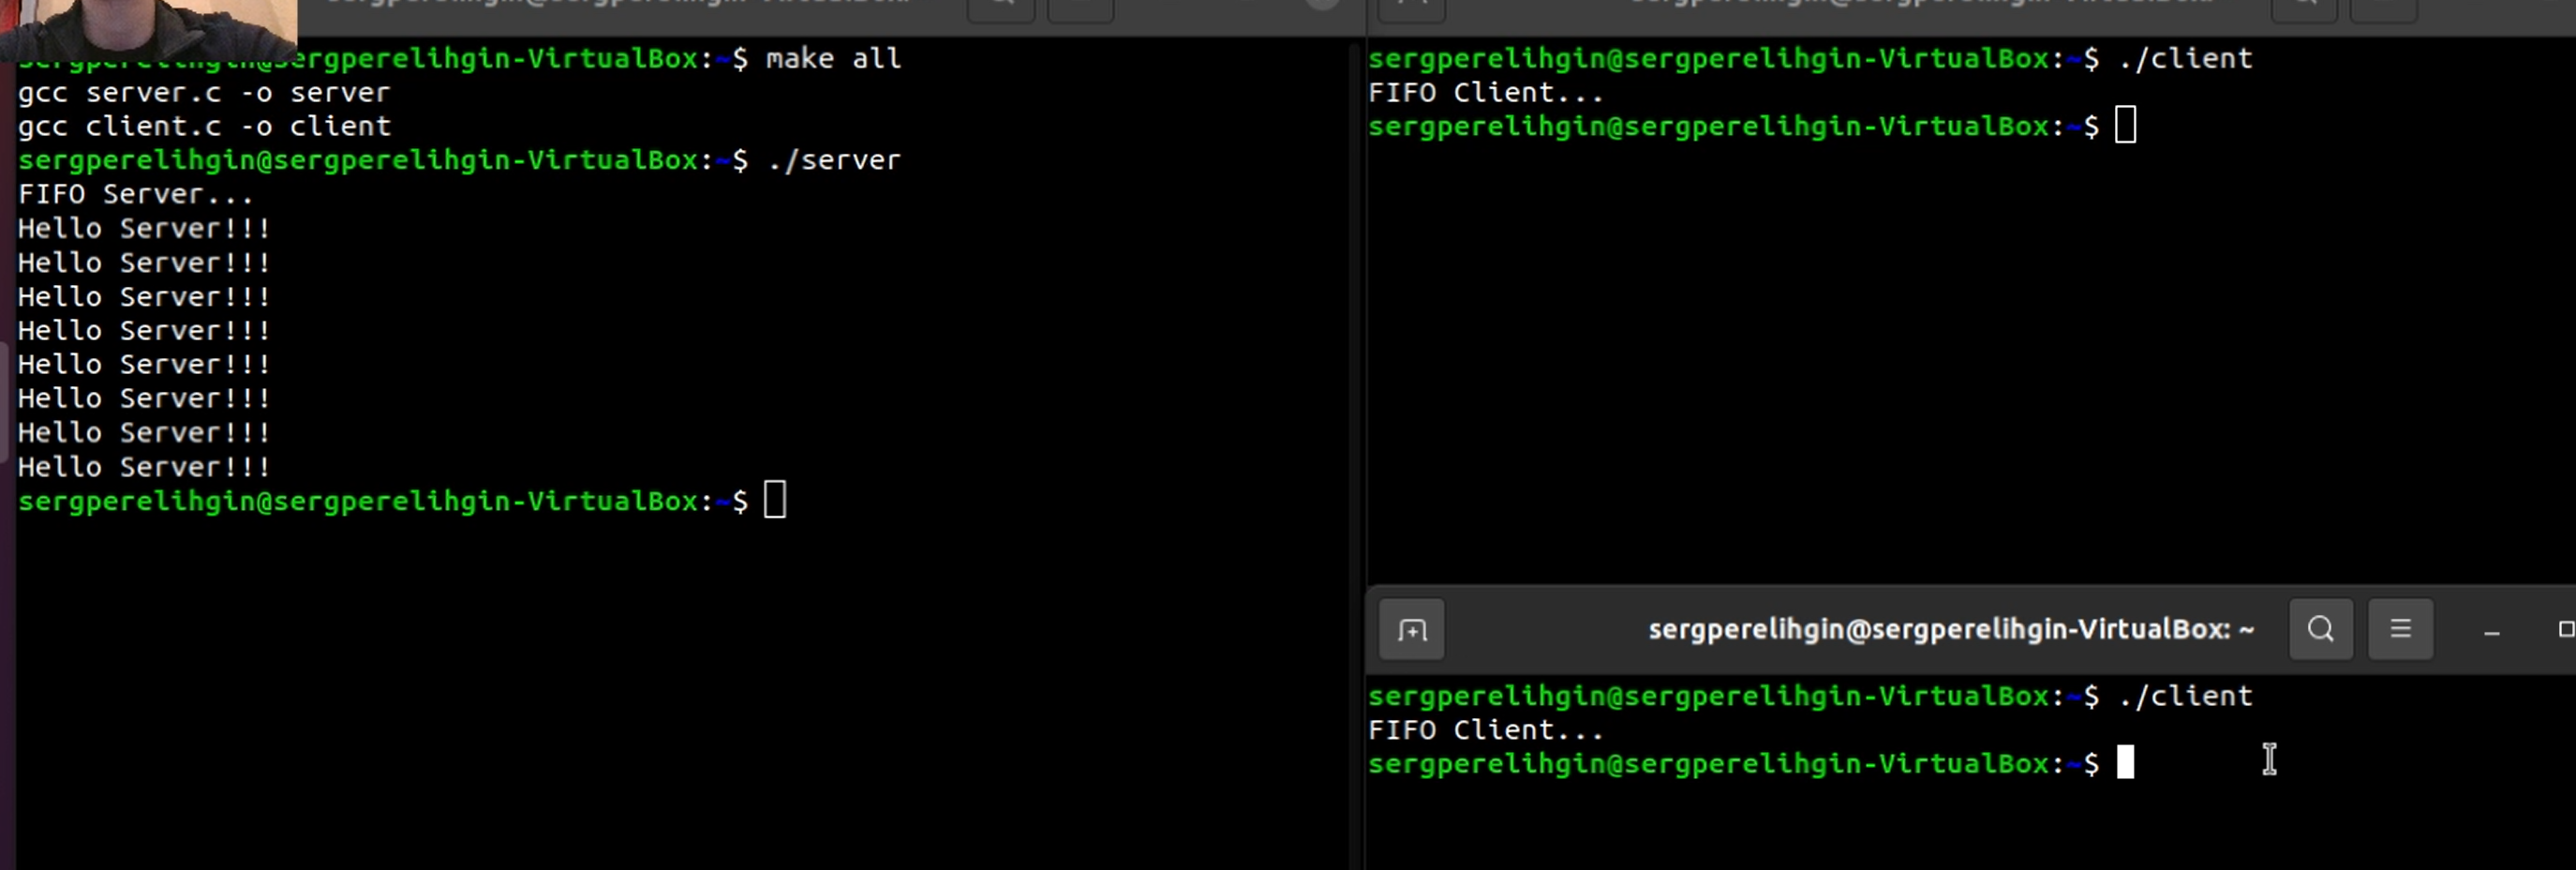 sergperelihgin@sergperelihgin-VirtualBox:~$ make all
gcc server.c -o server
gcc client.c -o client
sergperelihgin@sergperelihgin-VirtualBox:~$ ./server
FIFO Server...
Hello Server!!!
Hello Server!!!
Hello Server!!!
Hello Server!!!
Hello Server!!!
Hello Server!!!
Hello Server!!!
Hello Server!!!
sergperelihgin@sergperelihgin-VirtualBox:~$
sergperelihgin@sergperelihgin-VirtualBox:~$ ./client
FIFO Client...
sergperelihgin@sergperelihgin-VirtualBox:~$
sergperelihgin@sergperelihgin-VirtualBox: ~
sergperelihgin@sergperelihgin-VirtualBox:~$ ./client
FIFO Client...
sergperelihgin@sergperelihgin-VirtualBox:~$